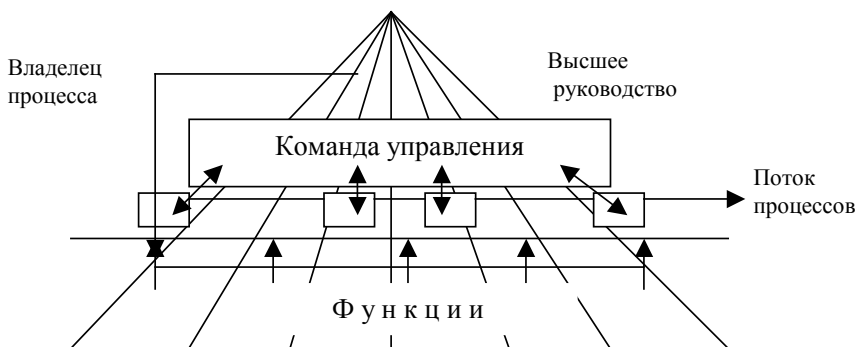 Владелец
процесса
Высшее
руководство
Команда управления
Поток
процессов
Ф у н к ц и и